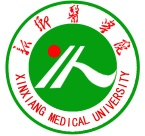 新乡医学院
XINXIANG MEDICAL UNIVERSITY